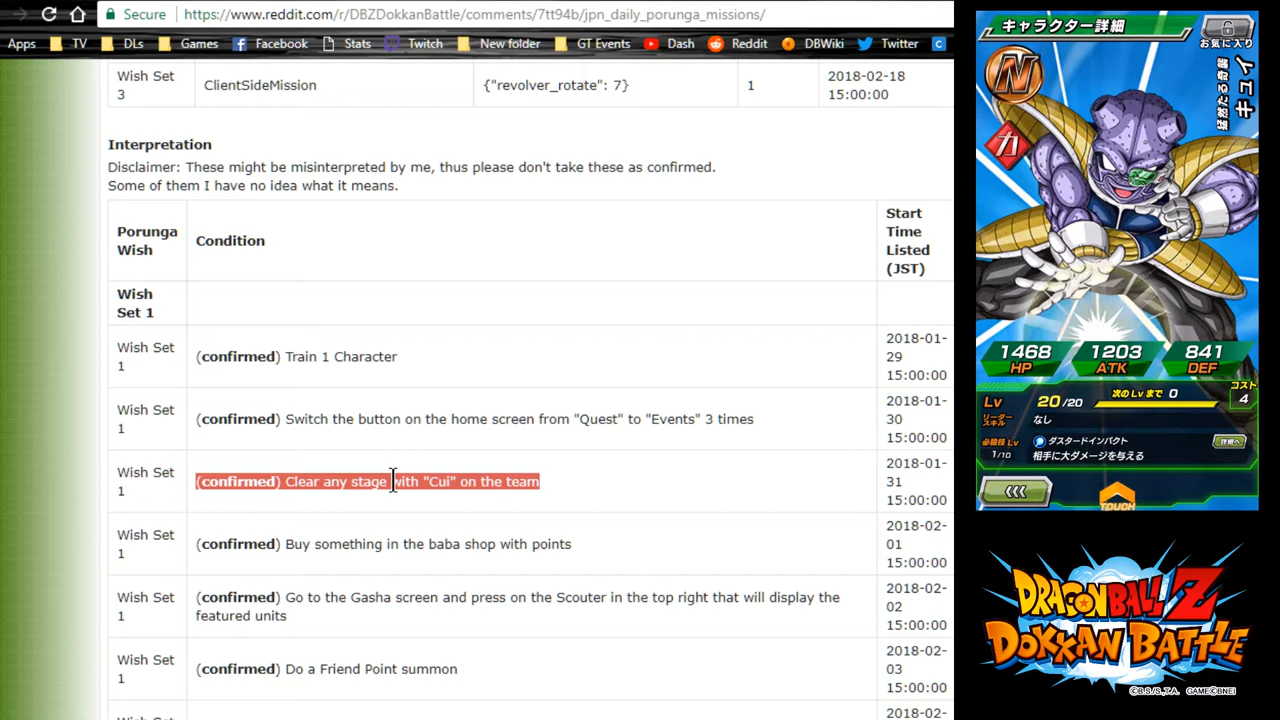 Secure
https://www.reddit.com/r/DBZDokkanBattle/comments/7tt94b/jpn_daily_porunga_missions/
Apps TV DLs Games Facebook Stats Twitch New folder GT Events Dash Reddit DBWiki Twitter
Wish Set 3
ClientSideMission
{"revolver_rotate": 7}
1
2018-02-18
15:00:00
Interpretation
Disclaimer: These might be misinterpreted by me, thus please don't take these as confirmed.
Some of them I have no idea what it means.
Porunga
Wish
Condition
Start
Time
Listed
(JST)
Wish
Set 1
Wish Set
1
(confirmed) Train 1 Character
2018-01-
29
15:00:00
Wish Set
1
(confirmed) Switch the button on the home screen from "Quest" to "Events" 3 times
2018-01-
30
15:00:00
Wish Set
1
(confirmed) Clear any stage with "Cui" on the team
2018-01-
31
15:00:00
Wish Set
1
(confirmed) Buy something in the baba shop with points
2018-02-
01
15:00:00
Wish Set
1
(confirmed) Go to the Gasha screen and press on the Scouter in the top right that will display the
featured units
2018-02-
02
15:00:00
Wish Set
1
(confirmed) Do a Friend Point summon
2018-02-
03
15:00:00
2018-02-
キャラクター詳細
お気に入り
N
力
キュイ
1468
HP
1203
ATK
841
DEF
Lv 20/20
次のLvまで 0
コスト
4
リーダー
スキル
なし
必殺技 Lv
1/10
ダスタードインパクト
詳細へ
相手に大ダメージを与える
TOUCH
DRAGONBALL Z
DOKKAN BATTLE
©B.S./S.,T.A. GAME©BNEI